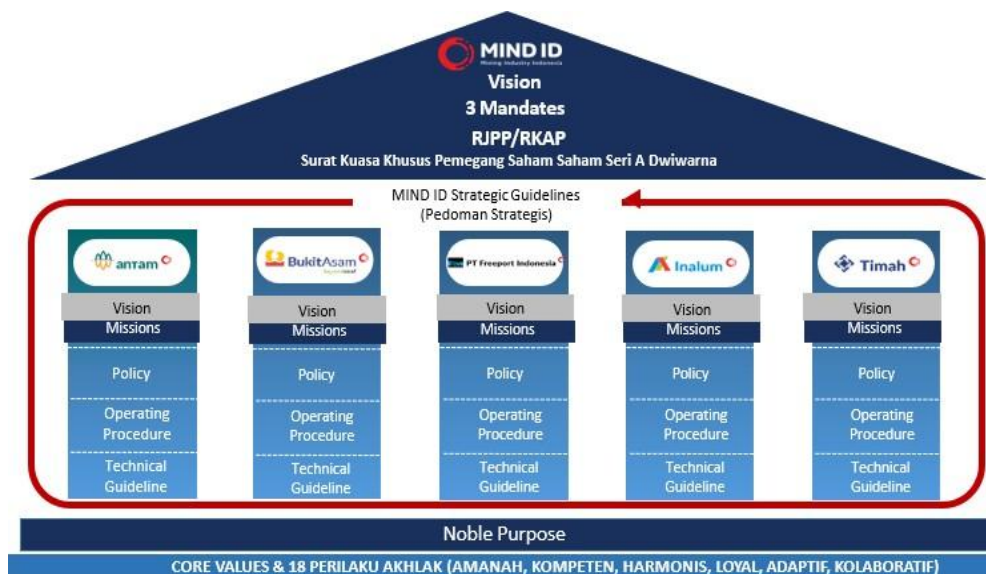 MIND ID
Mining Industry Indonesia
Vision
3 Mandates
RJPP/RKAP
Surat Kuasa Khusus Pemegang Saham Saham Seri A Dwiwarna
MIND ID Strategic Guidelines
(Pedoman Strategis)
antam
BukitAsam
PT Freeport Indonesia
Inalum
Timah
Vision
Missions
Policy
Operating
Procedure
Technical
Guideline
Vision
Missions
Policy
Operating
Procedure
Technical
Guideline
Vision
Missions
Policy
Operating
Procedure
Technical
Guideline
Vision
Missions
Policy
Operating
Procedure
Technical
Guideline
Vision
Missions
Policy
Operating
Procedure
Technical
Guideline
Noble Purpose
CORE VALUES & 18 PERILAKU AKHLAK (AMANAH, KOMPETEN, HARMONIS, LOYAL, ADAPTIF, KOLABORATIF)